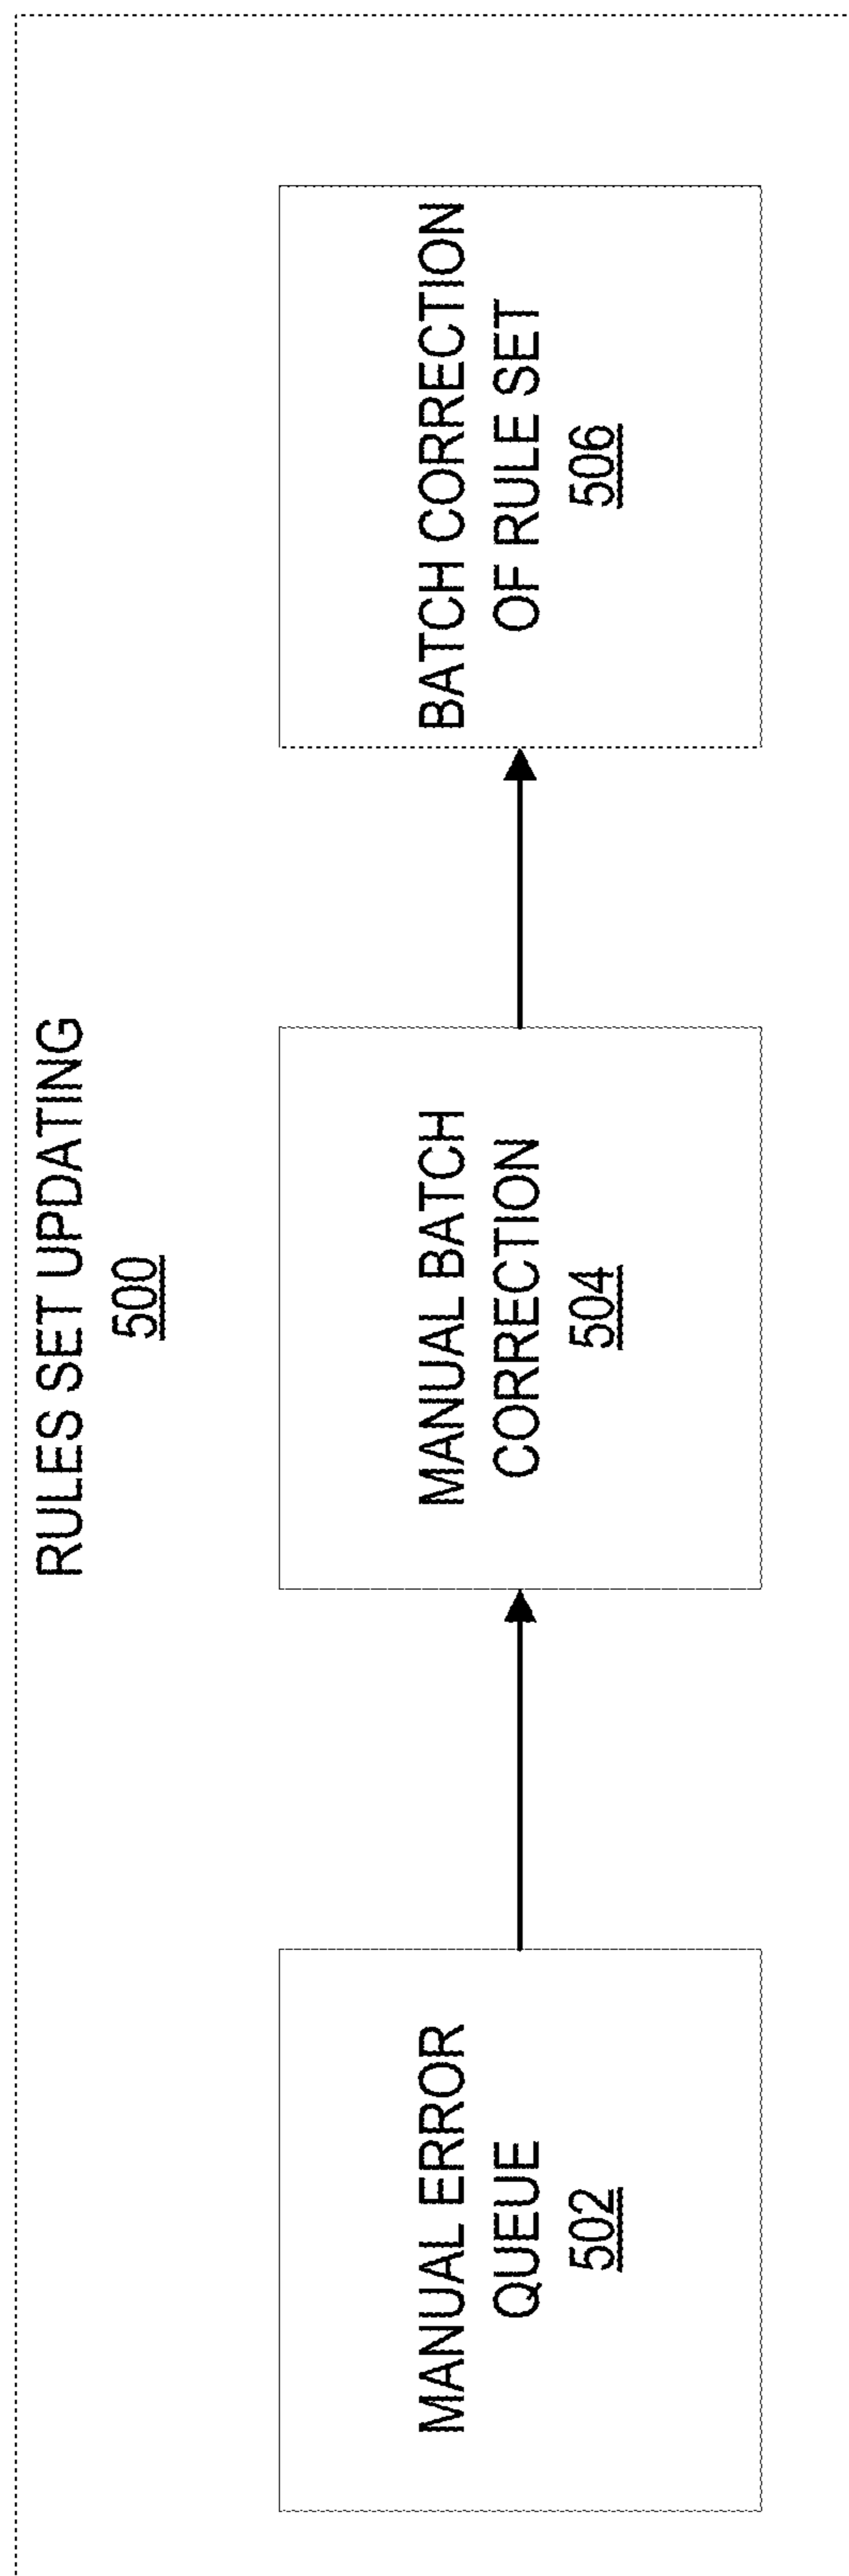 RULES SET UPDATING
500
MANUAL ERROR
QUEUE
502
MANUAL BATCH
CORRECTION
504
BATCH CORRECTION
OF RULE SET
506